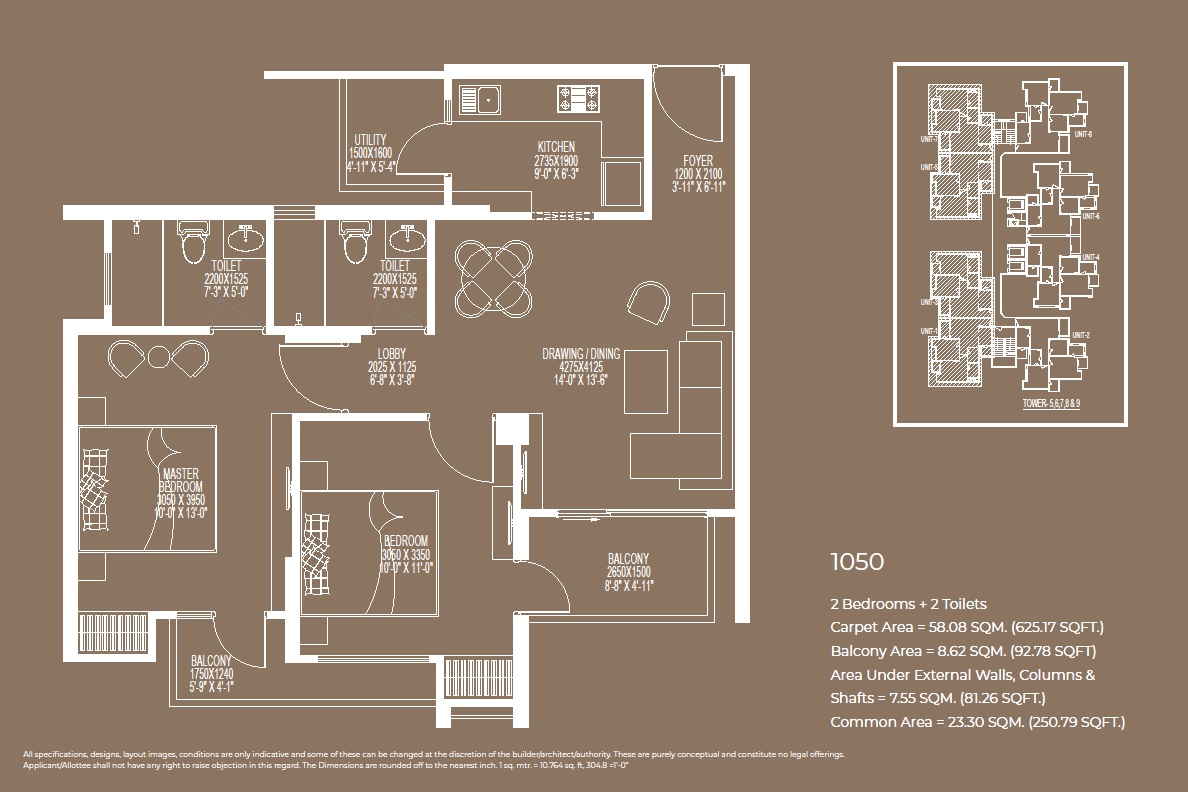 UTILITY
1500X1600
4'-11" X 5'-4"
KITCHEN
2735X1900
9'-0" X 6'-3"
FOYER
1200 X 2100
3'-11" X 6'-11"
TOILET
2200X1525
7'-3" X 5'-0"
TOILET
2200X1525
7'-3" X 5'-0"
LOBBY
2025 X 1125
6'-8" X 3'-8"
DRAWING / DINING
4275X4125
14'-0" X 13'-6"
MASTER
BEDROOM
3050 X 3950
10'-0" X 13'-0"
BEDROOM
3050 X 3350
10'-0" X 11'-0"
BALCONY
2650X1500
8'-8" X 4'-11"
BALCONY
1750X1240
5'-9" X 4'-1"
UNIT-8
UNIT-7
UNIT-5
UNIT-6
UNIT-4
UNIT-3
UNIT-1
UNIT-2
TOWER- 5,6,7,8 & 9
1050
2 Bedrooms + 2 Toilets
Carpet Area = 58.08 SQM. (625.17 SQFT.)
Balcony Area = 8.62 SQM. (92.78 SQFT)
Area Under External Walls, Columns &
Shafts = 7.55 SQM. (81.26 SQFT.)
Common Area = 23.30 SQM. (250.79 SQFT.)
All specifications, designs, layout images, conditions are only indicative and some of these can be changed at the discretion of the builder/architect/authority. These are purely conceptual and constitute no legal offerings.
Applicant/Allottee shall not have any right to raise objection in this regard. The Dimensions are rounded off to the nearest inch. 1 sq. mtr. = 10.764 sq. ft, 304.8 =1'-0"